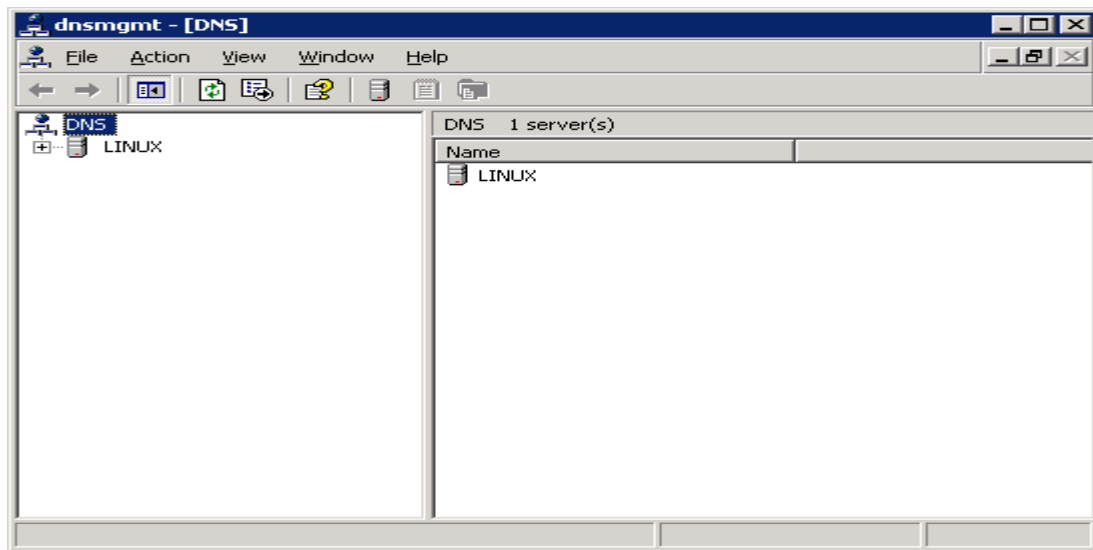 dnsmgmt - [DNS]
File Action View Window Help
DNS
LINUX
DNS 1 server(s)
Name
LINUX